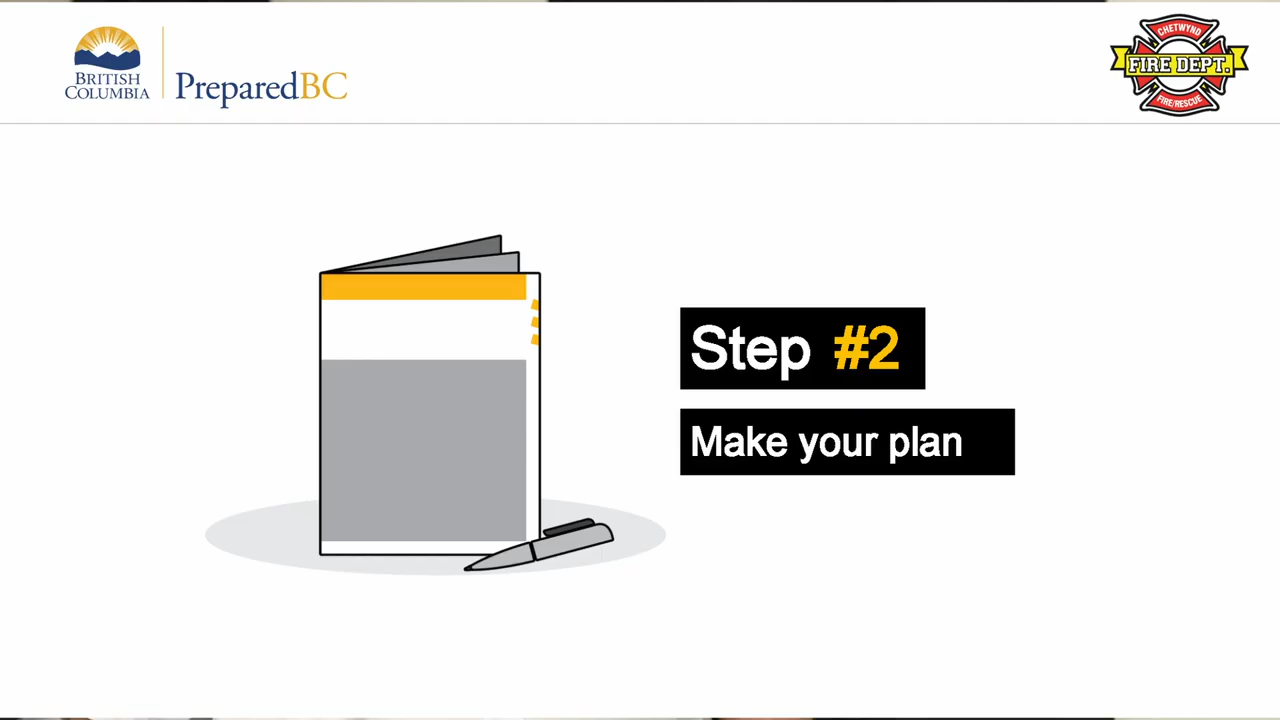 BRITISH
COLUMBIA
PreparedBC
CHETWYND
FIRE DEPT.
FIRE/RESCUE
Step #2
Make your plan